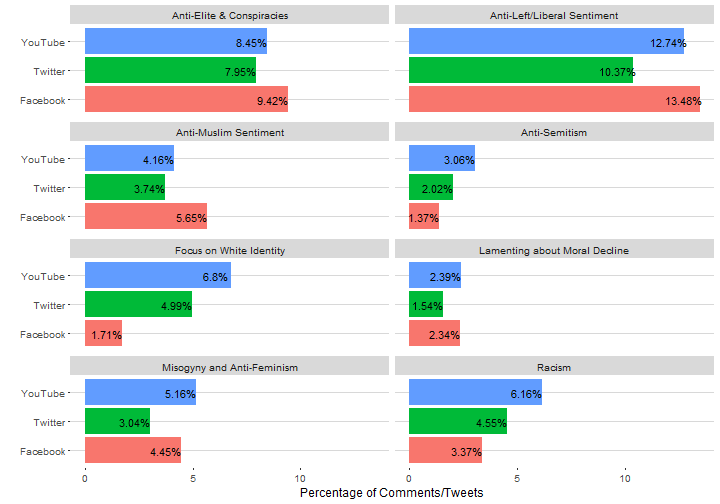 Anti-Elite & Conspiracies
Anti-Left/Liberal Sentiment
YouTube 8.45% 12.74%
Twitter 7.95% 10.37%
Facebook 9.42% 13.48%
Anti-Muslim Sentiment
Anti-Semitism
YouTube 4.16% 3.06%
Twitter 3.74% 2.02%
Facebook 5.65% 1.37%
Focus on White Identity
Lamenting about Moral Decline
YouTube 6.8% 2.39%
Twitter 4.99% 1.54%
Facebook 1.71% 2.34%
Misogyny and Anti-Feminism
Racism
YouTube 5.16% 6.16%
Twitter 3.04% 4.55%
Facebook 4.45% 3.37%
0 5 10 0 5 10
Percentage of Comments/Tweets